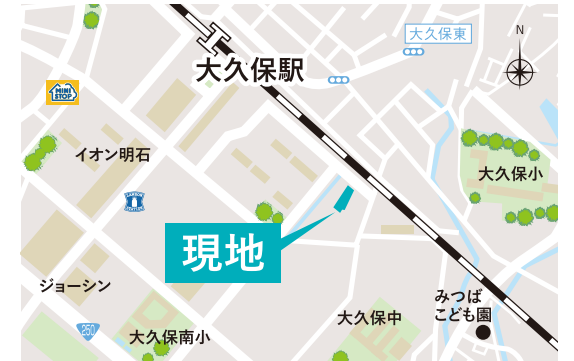 大久保東
N
大久保駅
MINI
STOP
イオン明石
大久保小
LAWSON
STATION
現地
ジョーシン
みつば
こども園
250
大久保南小
大久保中